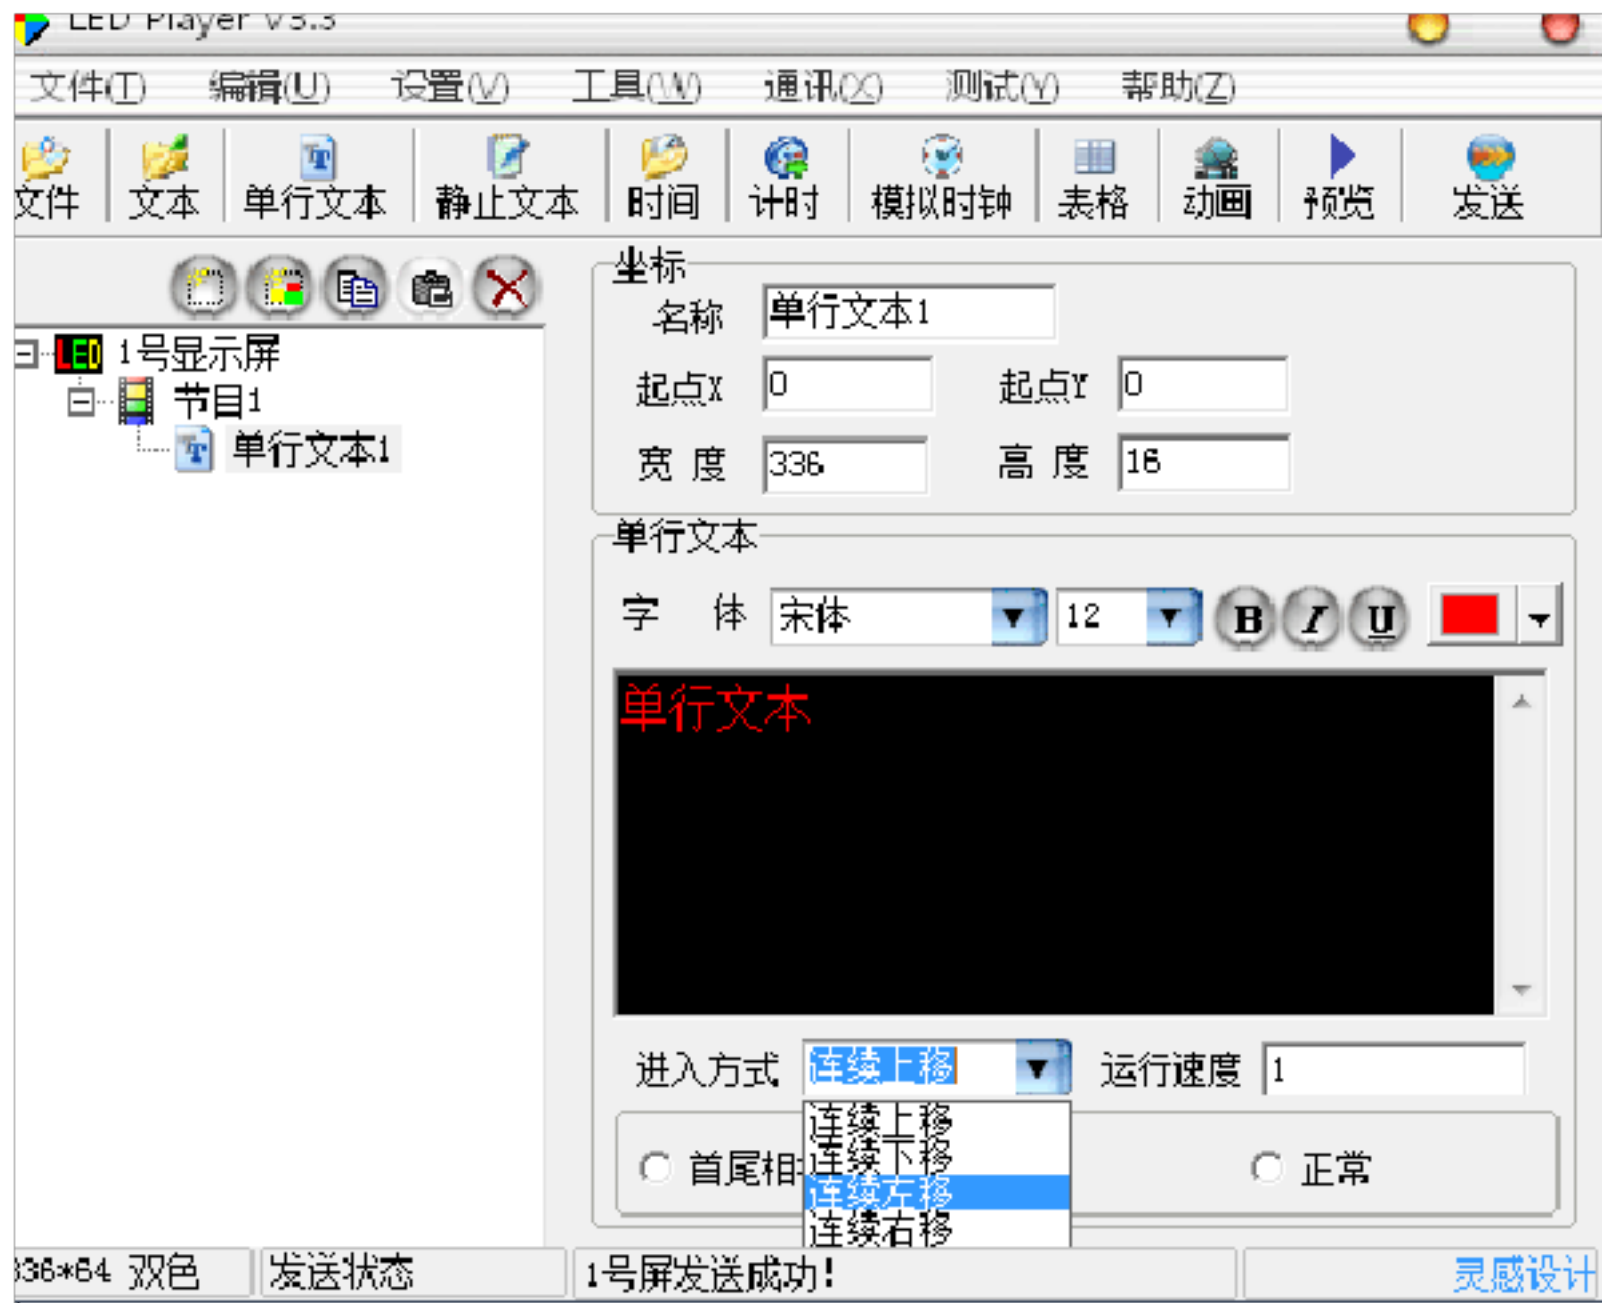 LED Player V3.3
文件(T) 编辑(U) 设置(V) 工具(W) 通讯(X) 测试(Y) 帮助(Z)
文件 文本 单行文本 静止文本 时间 计时 模拟时钟 表格 动画 预览 发送
坐标
名称 单行文本1
起点X 0 起点Y 0
宽 度 336 高 度 16
LED 1号显示屏
节目1
单行文本1
单行文本
字 体 宋体 12 B I U
单行文本
进入方式 连续上移 运行速度 1
连续上移
连续下移
连续左移
连续右移
首尾相 正常
336*64 双色 发送状态 1号屏发送成功! 灵感设计